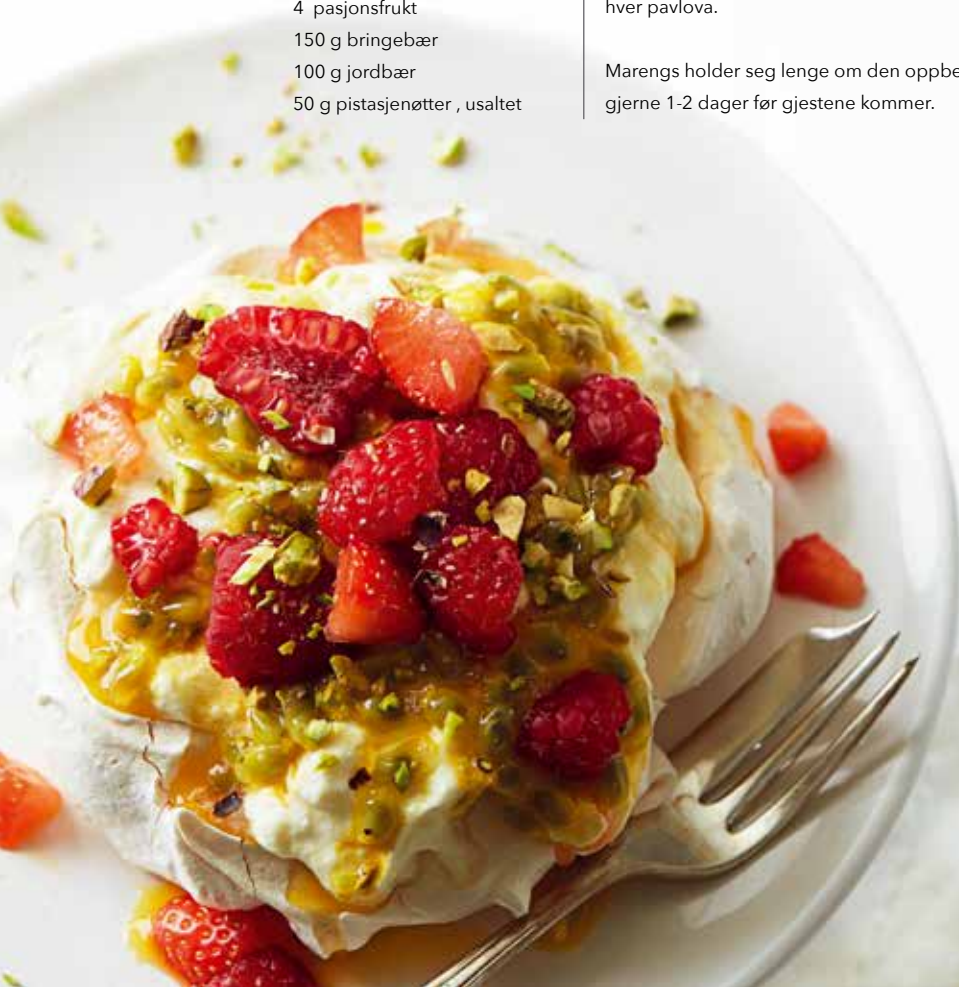 4 pasjonsfrukt
150 g bringebær
100 g jordbær
50 g pistasjenøtter , usaltet
hver pavlova.
Marengs holder seg lenge om den oppbe
gjerne 1-2 dager før gjestene kommer.